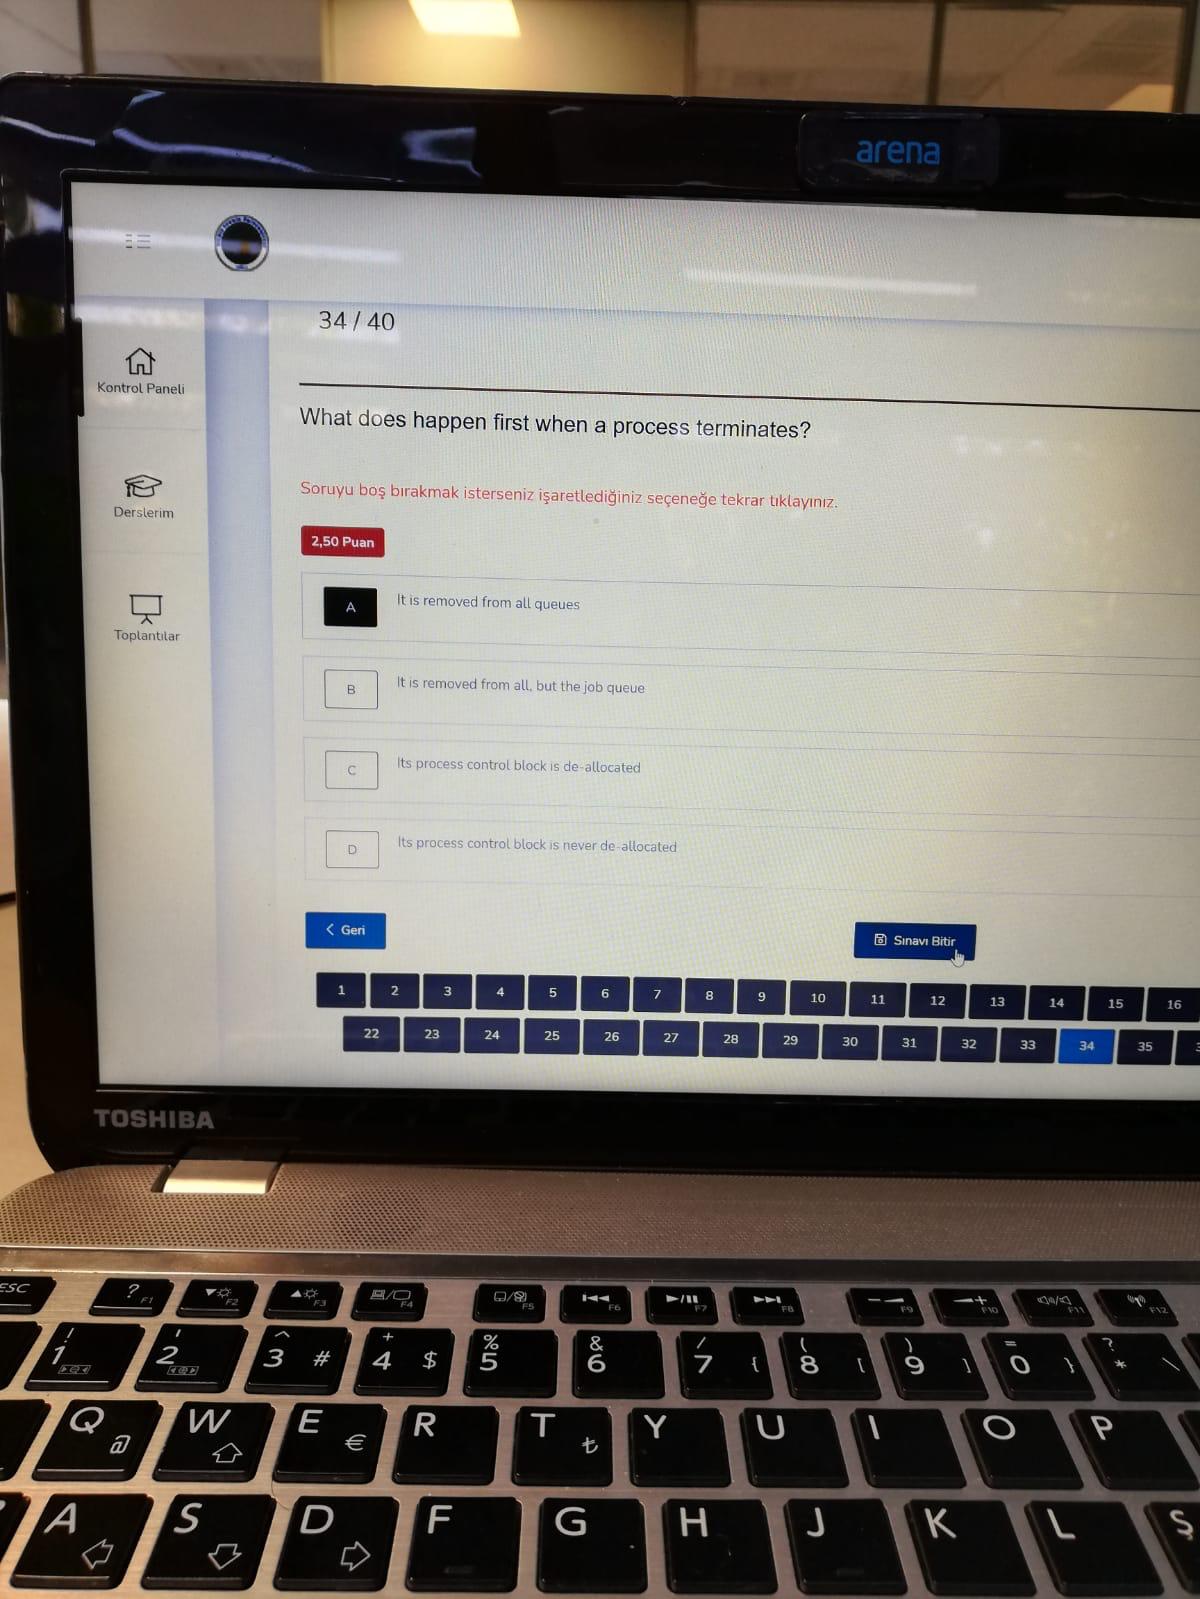 arena
34 / 40
Kontrol Paneli
Derslerim
Toplantılar
What does happen first when a process terminates?
Soruyu boş bırakmak isterseniz işaretlediğiniz seçeneğe tekrar tıklayınız.
2,50 Puan
A It is removed from all queues
B It is removed from all, but the job queue
C Its process control block is de-allocated
D Its process control block is never de-allocated
< Geri
Sınavı Bitir
1 2 3 4 5 6 7 8 9 10 11 12 13 14 15 16
22 23 24 25 26 27 28 29 30 31 32 33 34 35
TOSHIBA
ESC ? F1 F2 F3 F4 F5 F6 F7 F8 F9 + F10 F11 F12
! 1 ' 2 ^ 3 # + 4 $ % 5 & 6 / 7 { ( 8 [ ) 9 ] = 0 } ? * \
Q @ W E € R T ₺ Y U I O P
A S D F G H J K L Ş